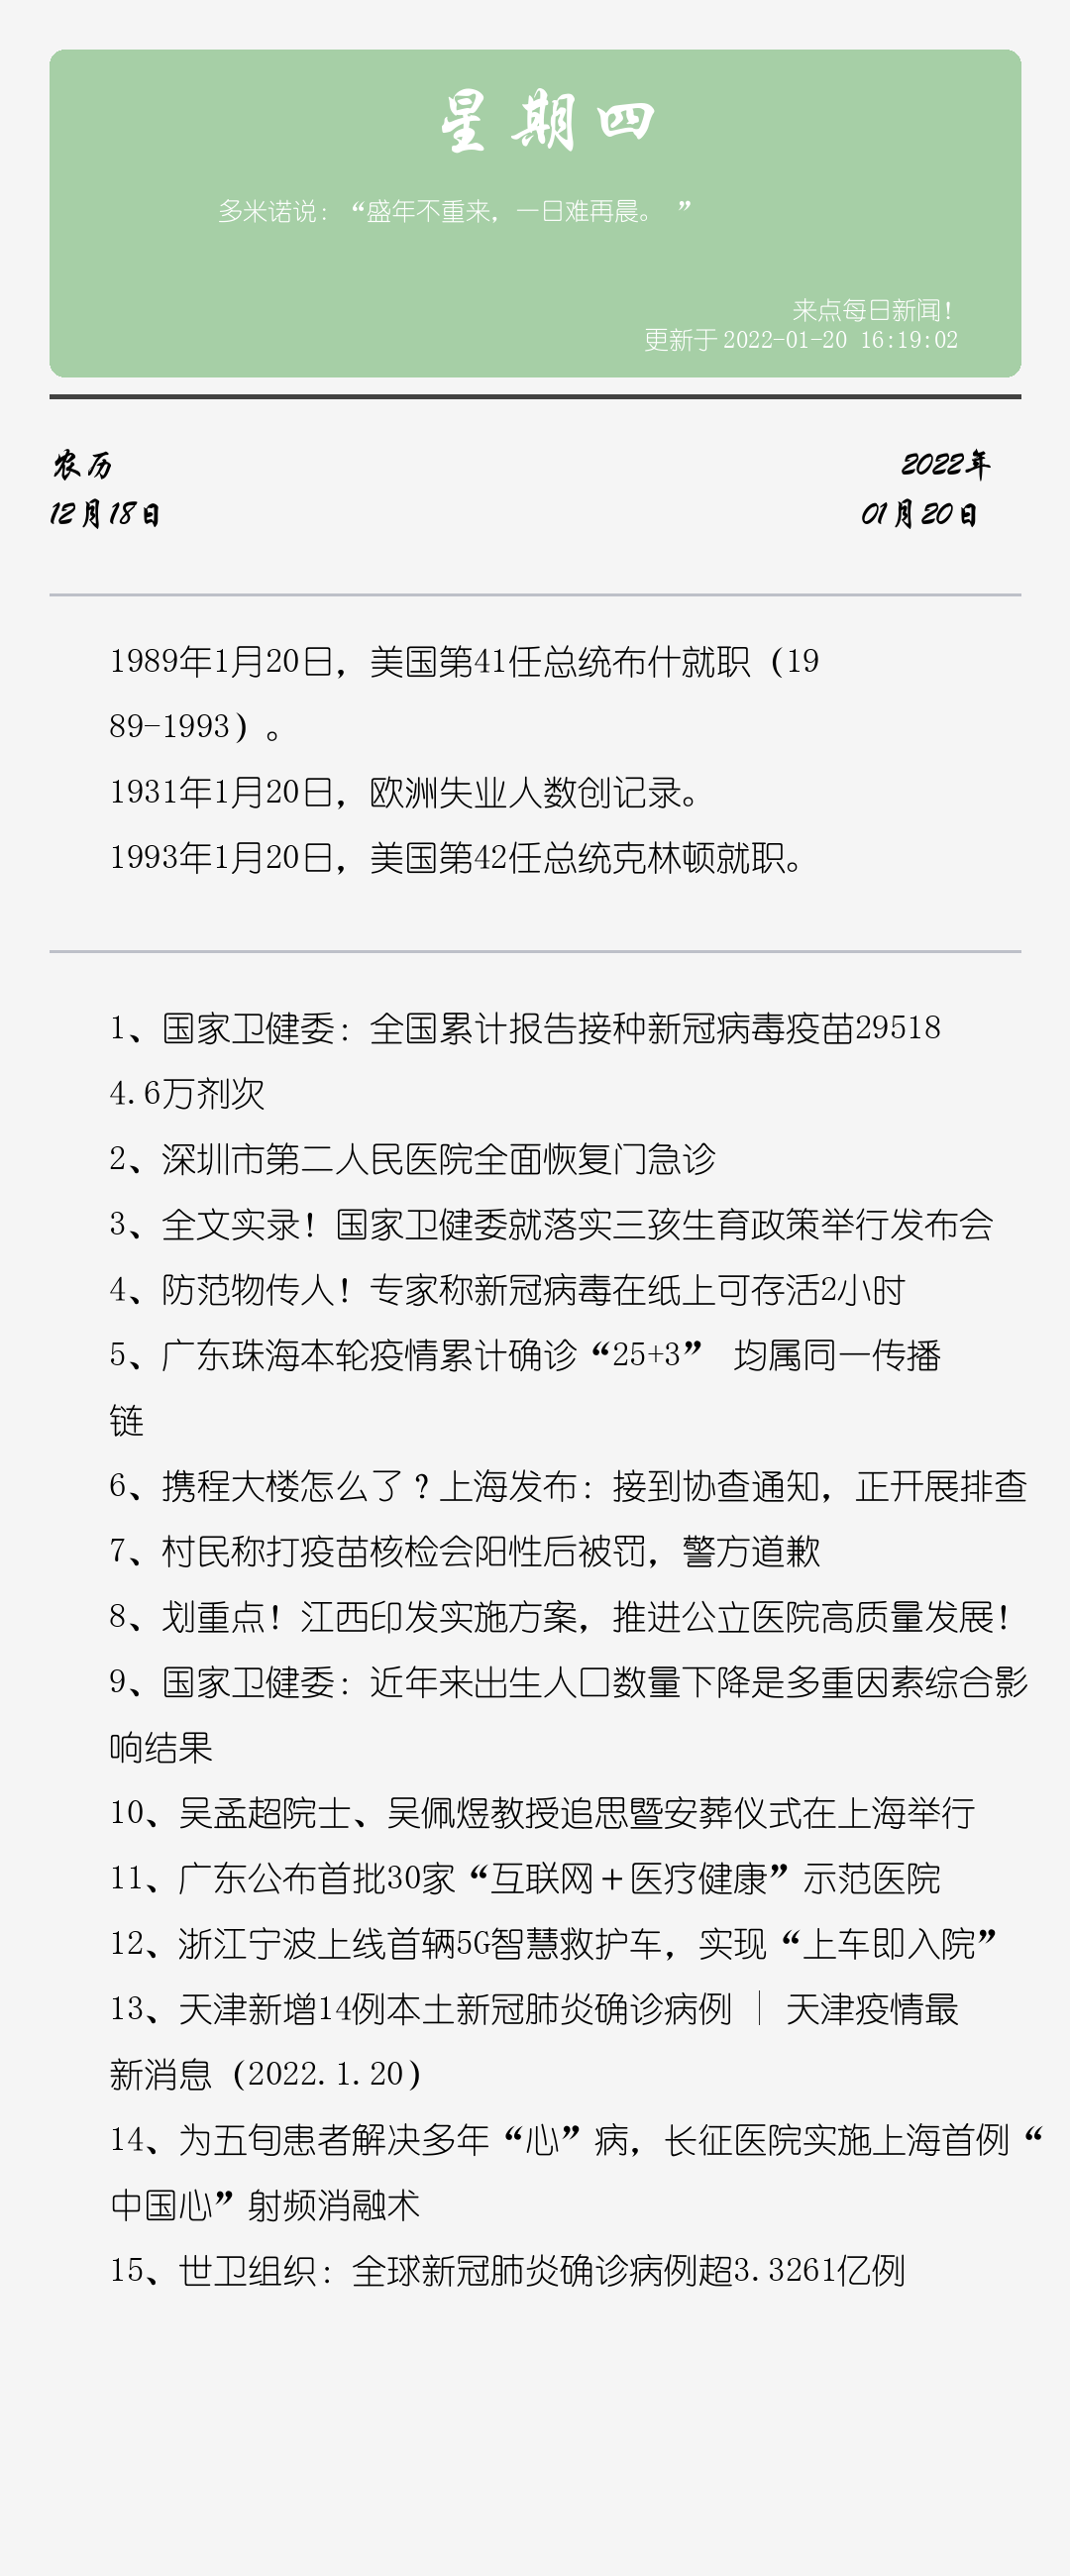 星期四
多米诺说：“盛年不重来，一日难再晨。 ”
来点每日新闻！
更新于 2022-01-20 16:19:02
农历
2022年
12月18日
01月20日
1989年1月20日，美国第41任总统布什就职（19
89-1993）。
1931年1月20日，欧洲失业人数创记录。
1993年1月20日，美国第42任总统克林顿就职。
1、国家卫健委：全国累计报告接种新冠病毒疫苗29518
4.6万剂次
2、深圳市第二人民医院全面恢复门急诊
3、全文实录！国家卫健委就落实三孩生育政策举行发布会
4、防范物传人！专家称新冠病毒在纸上可存活2小时
5、广东珠海本轮疫情累计确诊“25+3” 均属同一传播
链
6、携程大楼怎么了？上海发布：接到协查通知，正开展排查
7、村民称打疫苗核检会阳性后被罚，警方道歉
8、划重点！江西印发实施方案，推进公立医院高质量发展！
9、国家卫健委：近年来出生人口数量下降是多重因素综合影
响结果
10、吴孟超院士、吴佩煜教授追思暨安葬仪式在上海举行
11、广东公布首批30家“互联网＋医疗健康”示范医院
12、浙江宁波上线首辆5G智慧救护车，实现“上车即入院”
13、天津新增14例本土新冠肺炎确诊病例 ｜ 天津疫情最
新消息（2022.1.20）
14、为五旬患者解决多年“心”病，长征医院实施上海首例“
中国心”射频消融术
15、世卫组织：全球新冠肺炎确诊病例超3.3261亿例